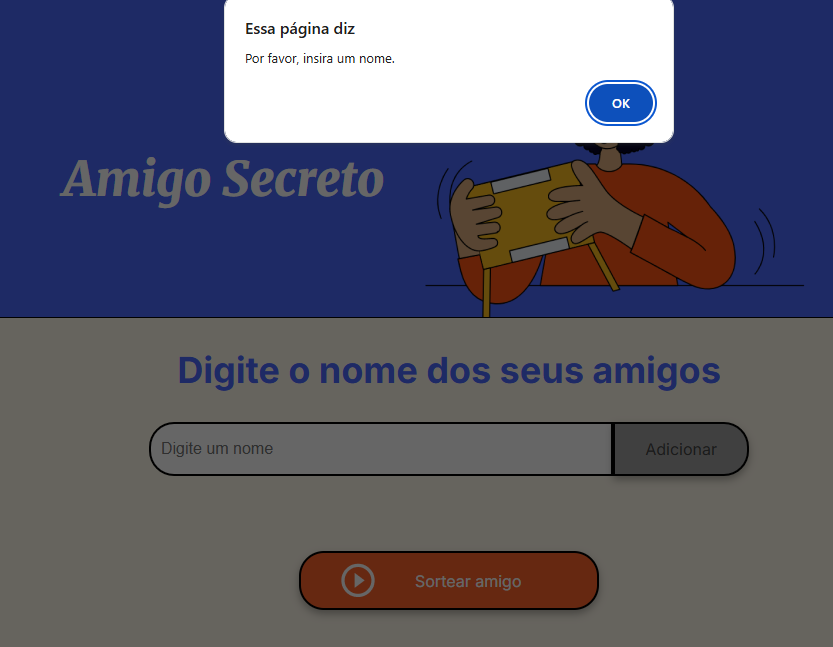 Essa página diz
Por favor, insira um nome.
OK
Amigo Secreto
Digite o nome dos seus amigos
Digite um nome
Adicionar
Sortear amigo